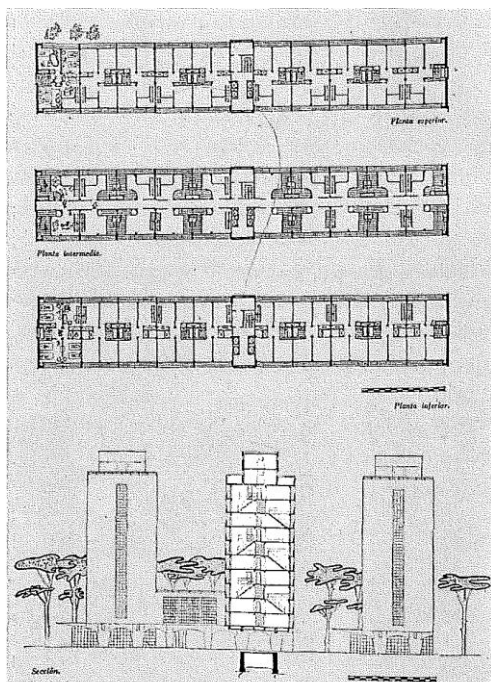 Planta superior.
Planta intermedia.
Planta inferior.
Sección.